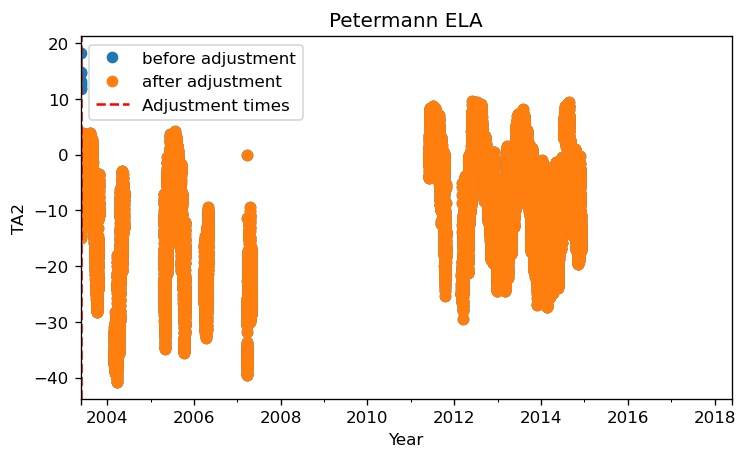 Petermann ELA
before adjustment
after adjustment
Adjustment times
TA2
20
10
0
−10
−20
−30
−40
2004
2006
2008
2010
2012
2014
2016
2018
Year